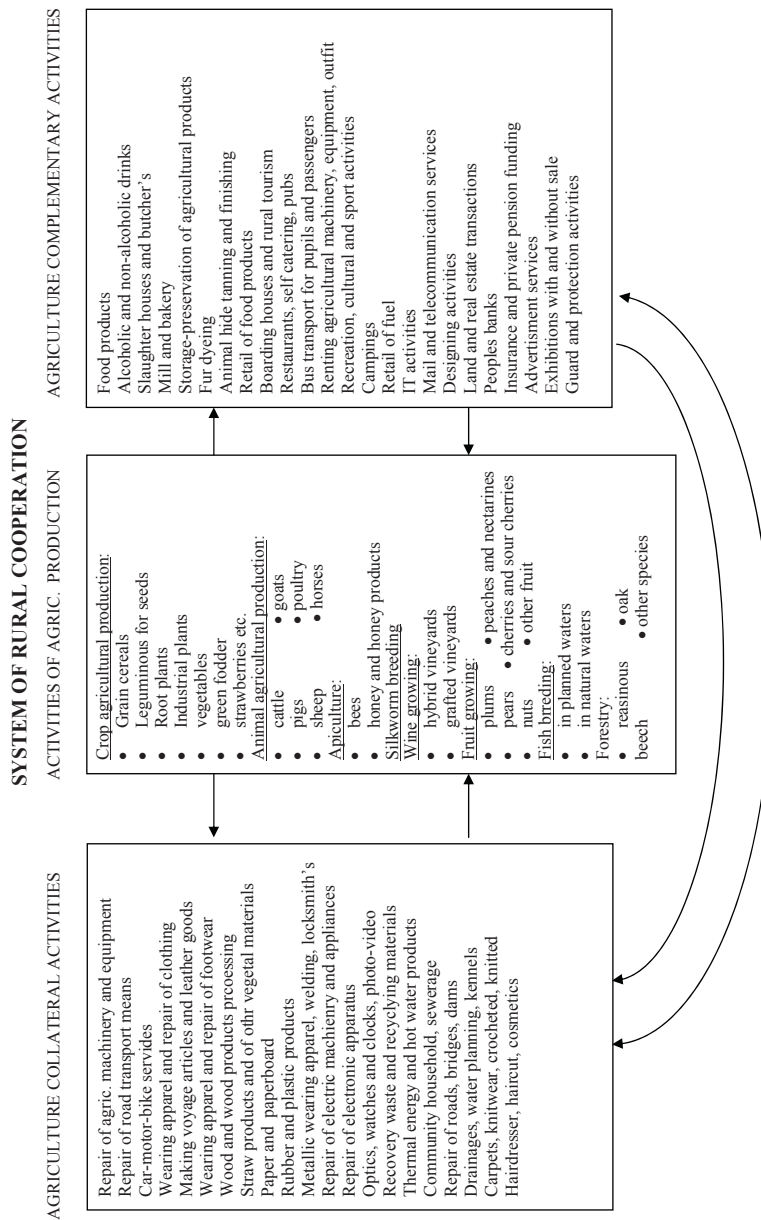 SYSTEM OF RURAL COOPERATION
AGRICULTURE COLLATERAL ACTIVITIES
Repair of agric. machinery and equipment
Repair of road transport means
Car-motor-bike servides
Wearing apparel and repair of clothing
Making voyage articles and leather goods
Wearing apparel and repair of footwear
Wood and wood products prcoessing
Straw products and of othr vegetal materials
Paper and paperboard
Rubber and plastic products
Metallic wearing apparel, welding, locksmith's
Repair of electric machienry and appliances
Repair of electronic apparatus
Optics, watches and clocks, photo-video
Recovery waste and recyclying materials
Thermal energy and hot water products
Community household, sewerage
Repair of roads, bridges, dams
Drainages, water planning, kennels
Carpets, knitwear, crocheted, knitted
Hairdresser, haircut, cosmetics
ACTIVITIES OF AGRIC. PRODUCTION
Crop agricultural production:
• Grain cereals
• Leguminous for seeds
• Root plants
• Industrial plants
• vegetables
• green fodder
• strawberries etc.
Animal agricultural production:
• cattle • goats
• pigs • poultry
• sheep • horses
Apiculture:
• bees
• honey and honey products
Silkworm breeding
Wine growing:
• hybrid vineyards
• grafted vineyards
Fruit growing:
• plums • peaches and nectarines
• pears • cherries and sour cherries
• nuts • other fruit
Fish breeding:
• in planned waters
• in natural waters
Forestry:
• reasinous • oak
beech • other species
AGRICULTURE COMPLEMENTARY ACTIVITIES
Food products
Alcoholic and non-alcoholic drinks
Slaughter houses and butcher's
Mill and bakery
Storage-preservation of agricultural products
Fur dyeing
Animal hide tanning and finishing
Retail of food products
Boarding houses and rural tourism
Restaurants, self catering, pubs
Bus transport for pupils and passengers
Renting agricultural machinery, equipment, outfit
Recreation, cultural and sport activities
Campings
Retail of fuel
IT activities
Mail and telecommunication services
Designing activities
Land and real estate transactions
Peoples banks
Insurance and private pension funding
Advertisment services
Exhibitions with and without sale
Guard and protection activities